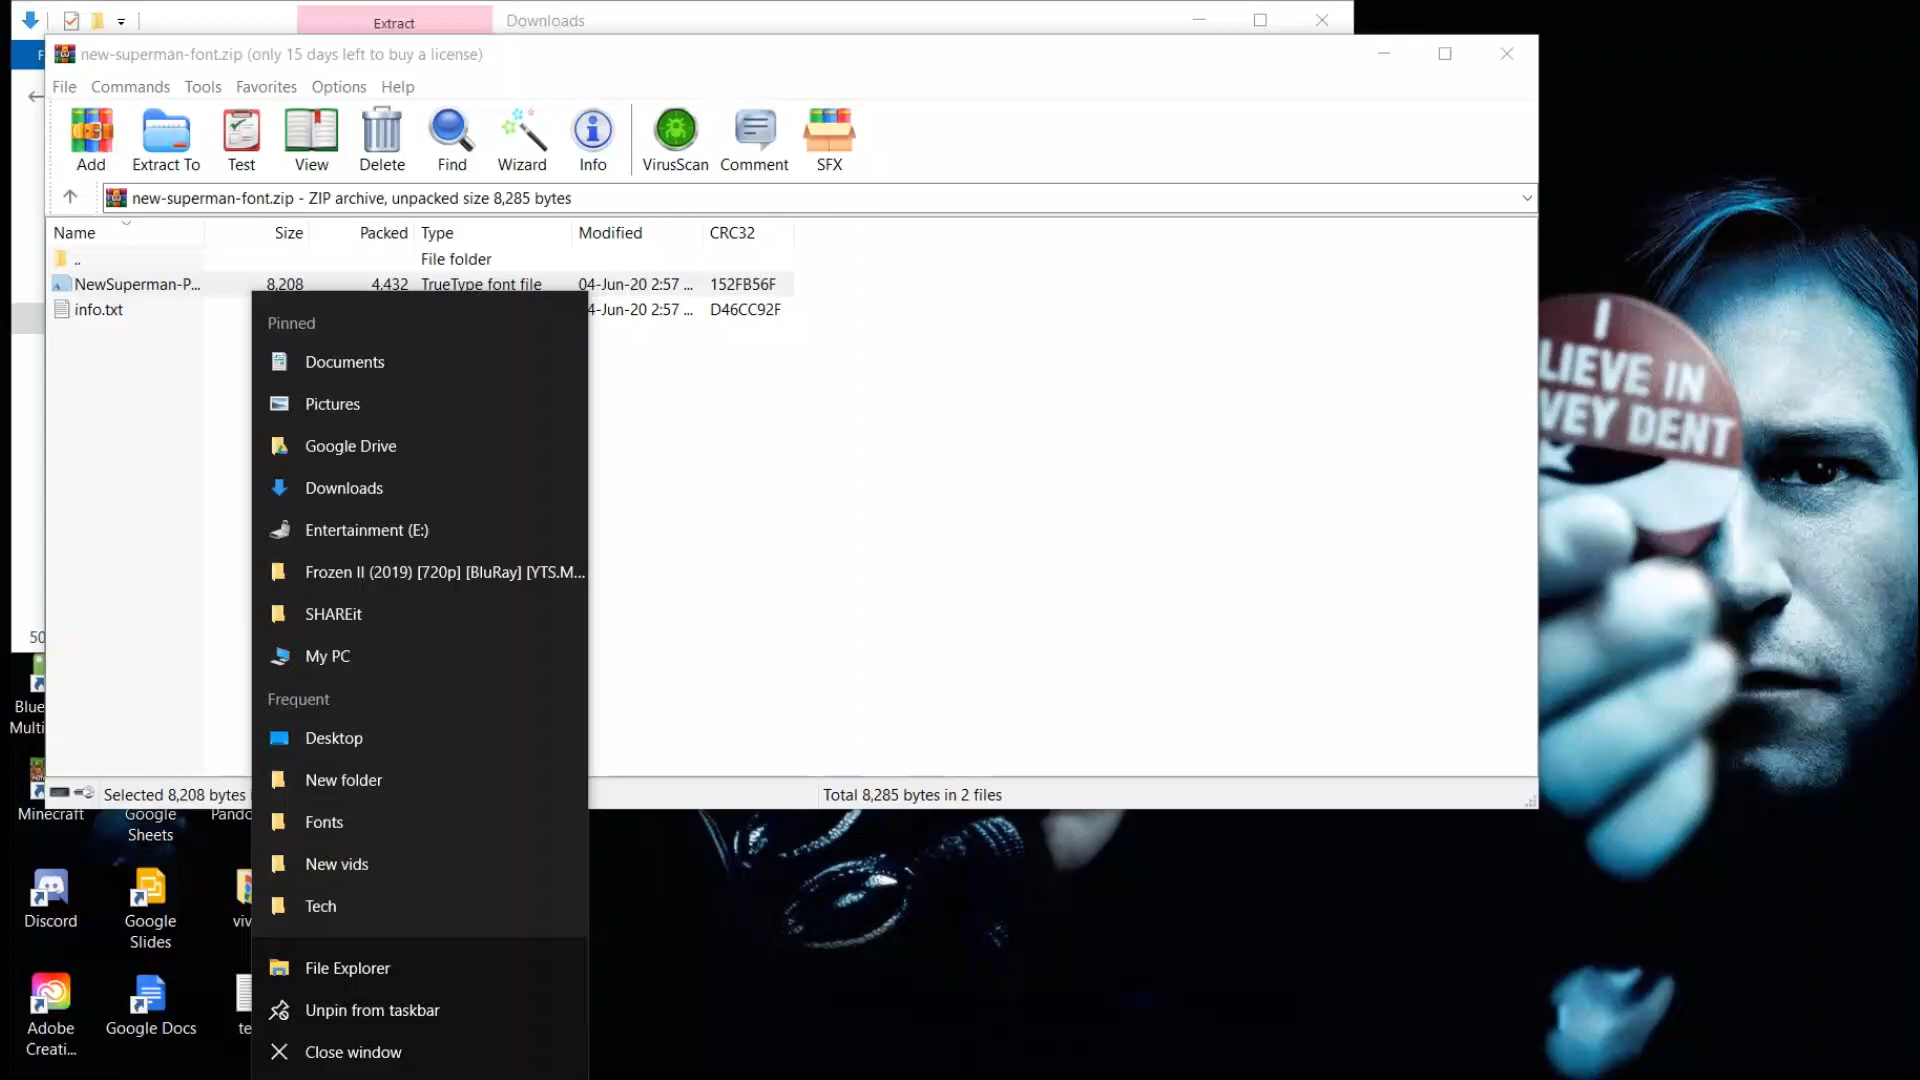 Extract
Downloads
F
new-superman-font.zip (only 15 days left to buy a license)
File Commands Tools Favorites Options Help
Add
Extract To
Test
View
Delete
Find
Wizard
Info
VirusScan
Comment
SFX
new-superman-font.zip - ZIP archive, unpacked size 8,285 bytes
Name Size Packed Type Modified CRC32
.. File folder
NewSuperman-P... 8,208 4,432 TrueType font file 04-Jun-20 2:57 ... 152FB56F
info.txt 4-Jun-20 2:57 ... D46CC92F
Pinned
Documents
Pictures
Google Drive
Downloads
Entertainment (E:)
Frozen II (2019) [720p] [BluRay] [YTS.M...
SHAREit
My PC
Frequent
Desktop
New folder
Fonts
New vids
Tech
File Explorer
Unpin from taskbar
Close window
Selected 8,208 bytes i
Total 8,285 bytes in 2 files
50
Blue
Multi
Minecraft
Google
Sheets
Pando
Discord
Google
Slides
viv
Adobe
Creati...
Google Docs
te
I
LIEVE IN
VEY DENT